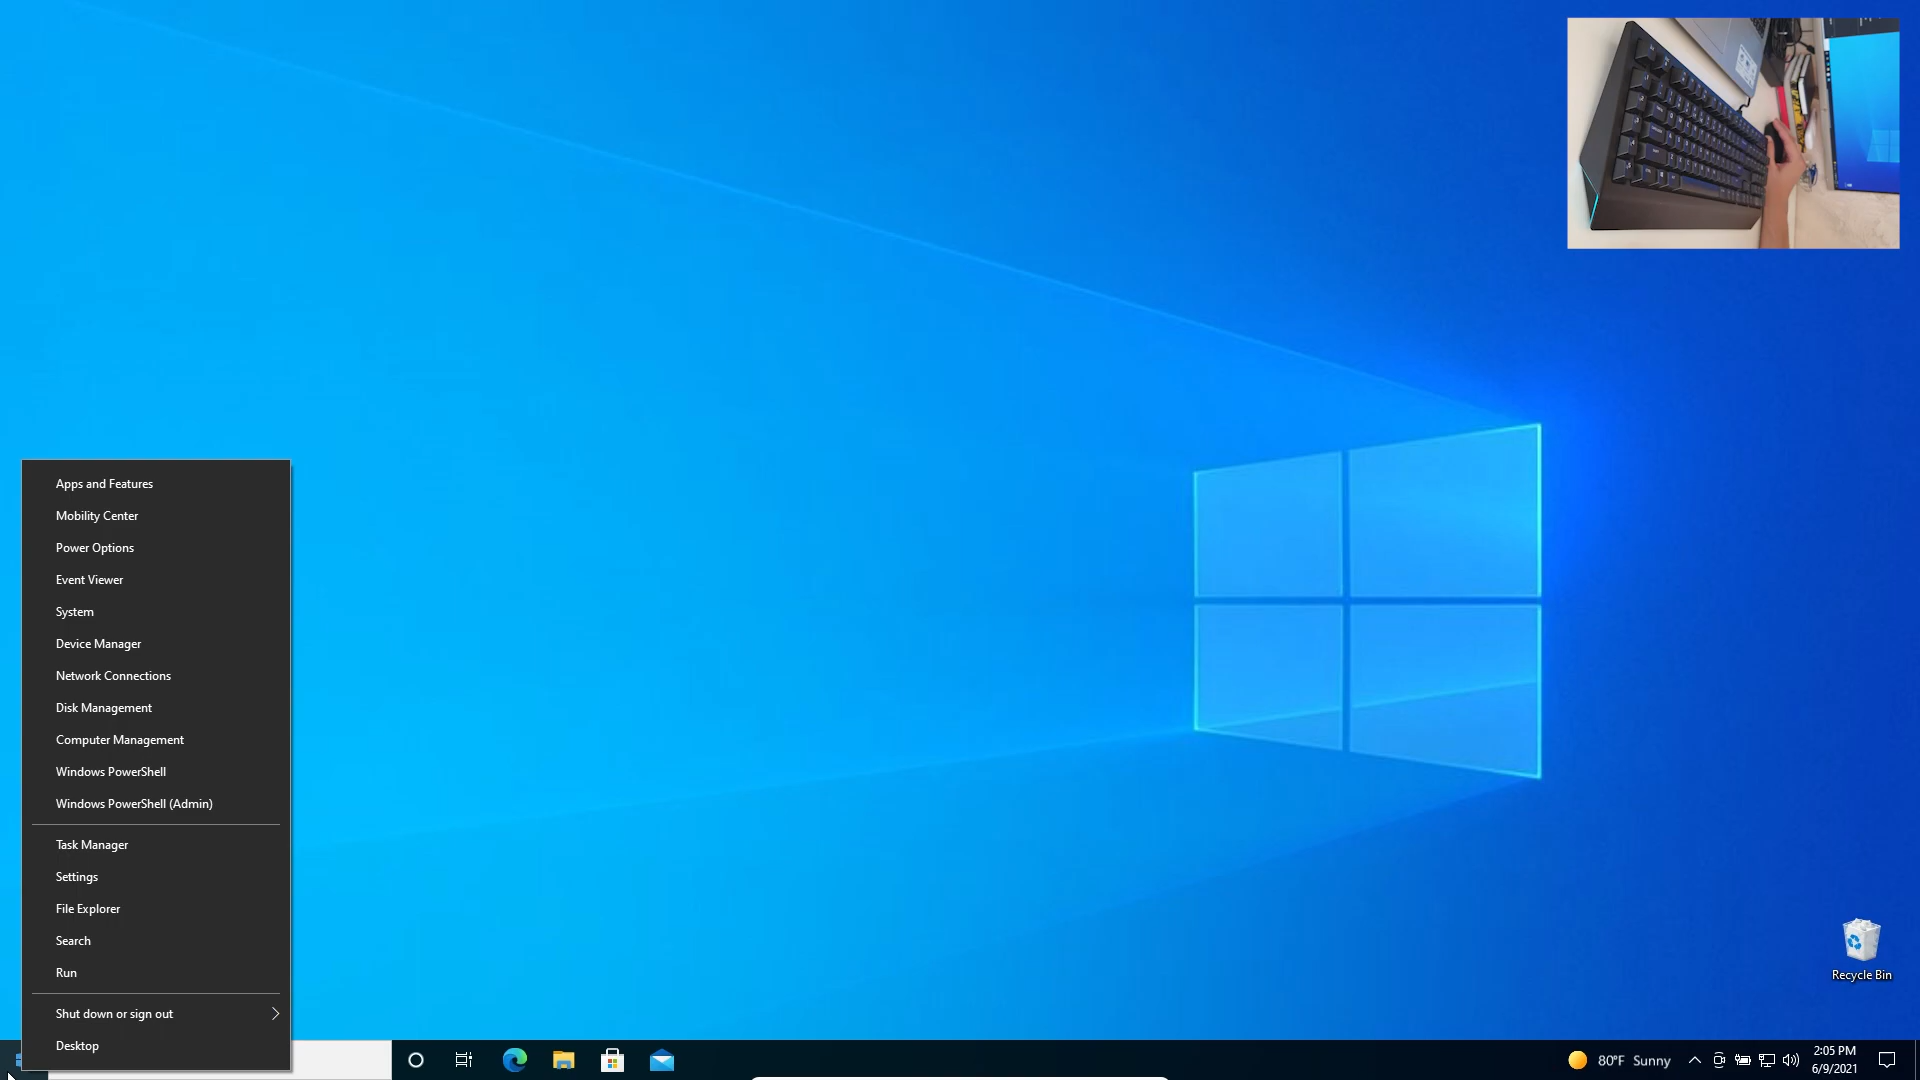 Apps and Features
Mobility Center
Power Options
Event Viewer
System
Device Manager
Network Connections
Disk Management
Computer Management
Windows PowerShell
Windows PowerShell (Admin)
Task Manager
Settings
File Explorer
Search
Run
Shut down or sign out
Desktop
Recycle Bin
80°F Sunny
2:05 PM
6/9/2021